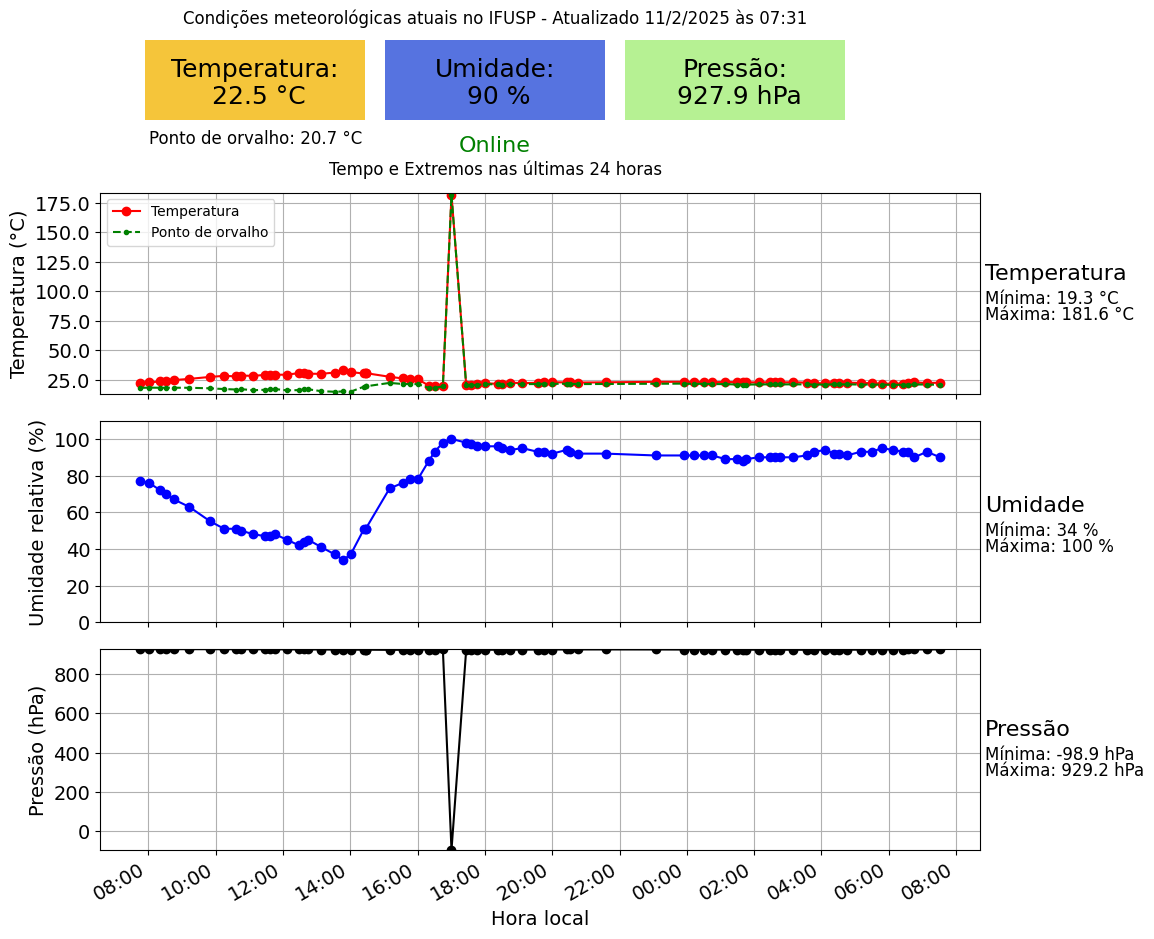 Condições meteorológicas atuais no IFUSP - Atualizado 11/2/2025 às 07:31
Temperatura:
22.5 °C
Umidade:
90 %
Pressão:
927.9 hPa
Ponto de orvalho: 20.7 °C
Online
Tempo e Extremos nas últimas 24 horas
Temperatura (°C)
175.0
150.0
125.0
100.0
75.0
50.0
25.0
Temperatura
Ponto de orvalho
Temperatura
Mínima: 19.3 °C
Máxima: 181.6 °C
Umidade relativa (%)
100
80
60
40
20
0
Umidade
Mínima: 34 %
Máxima: 100 %
Pressão (hPa)
800
600
400
200
0
Pressão
Mínima: -98.9 hPa
Máxima: 929.2 hPa
08:00 10:00 12:00 14:00 16:00 18:00 20:00 22:00 00:00 02:00 04:00 06:00 08:00
Hora local